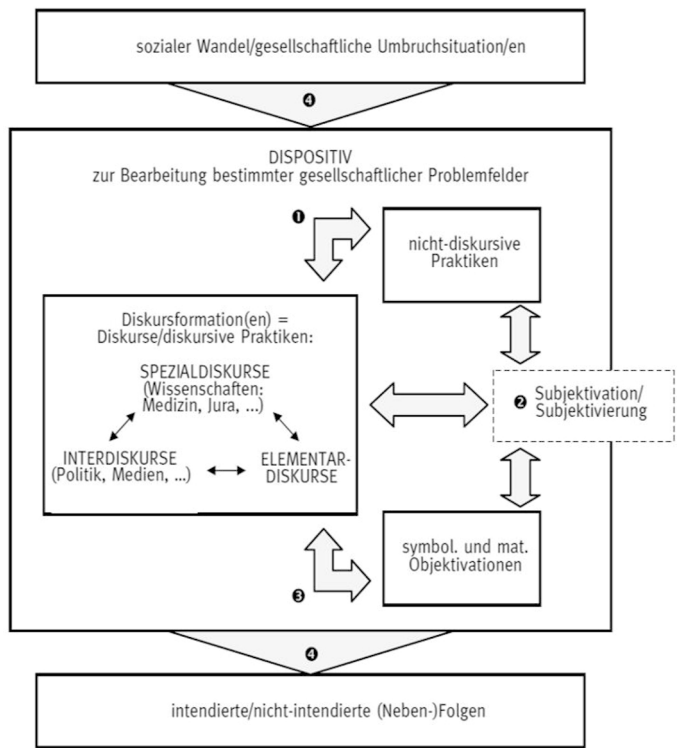 sozialer Wandel/gesellschaftliche Umbruchsituation/en
❹
DISPOSITIV
zur Bearbeitung bestimmter gesellschaftlicher Problemfelder
❶
nicht-diskursive
Praktiken
Diskursformation(en) =
Diskurse/diskursive Praktiken:
SPEZIALDISKURSE
(Wissenschaften:
Medizin, Jura, ...)
INTERDISKURSE
(Politik, Medien, ...)
ELEMENTAR-
DISKURSE
❷ Subjektivation/
Subjektivierung
symbol. und mat.
Objektivationen
❸
❹
intendierte/nicht-intendierte (Neben-)Folgen